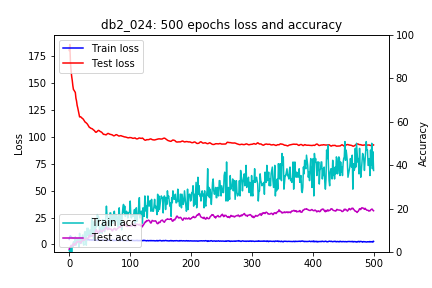 db2_024: 500 epochs loss and accuracy
Train loss
Test loss
Train acc
Test acc
Loss
Accuracy
175
150
125
100
75
50
25
0
100
80
60
40
20
0
0
100
200
300
400
500